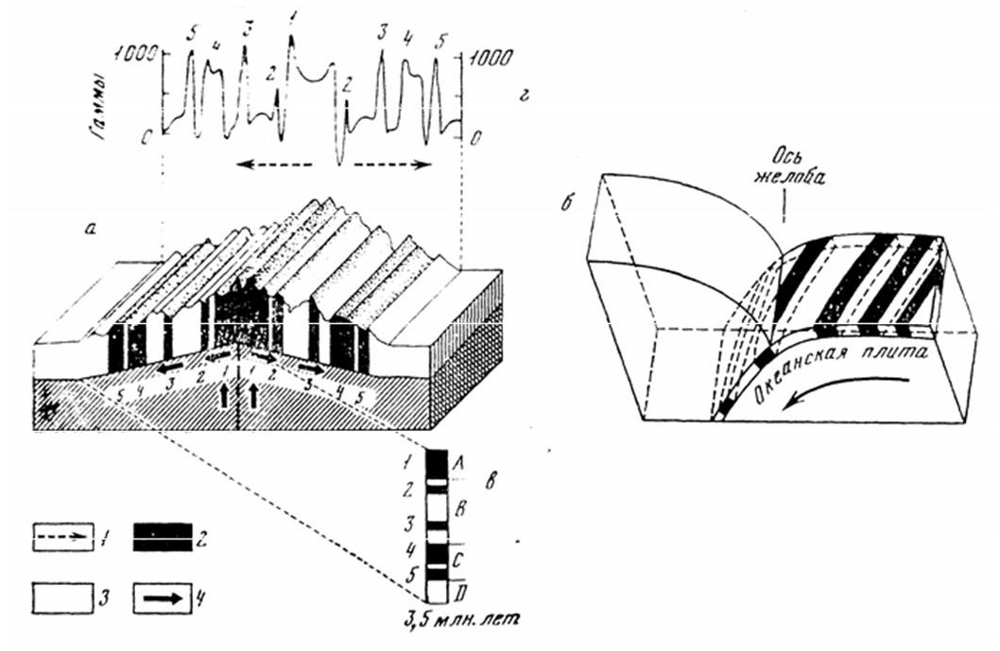 5 4 3 1 3 4 5
2 2
1000 1000
Гаммы
0 0
г
а
5 4 3 2 1 1 2 3 4 5
б
Ось
желоба
Океанская плита
1 A
2
B
3
4
C
5
D
в
3,5 млн. лет
1 2
3 4